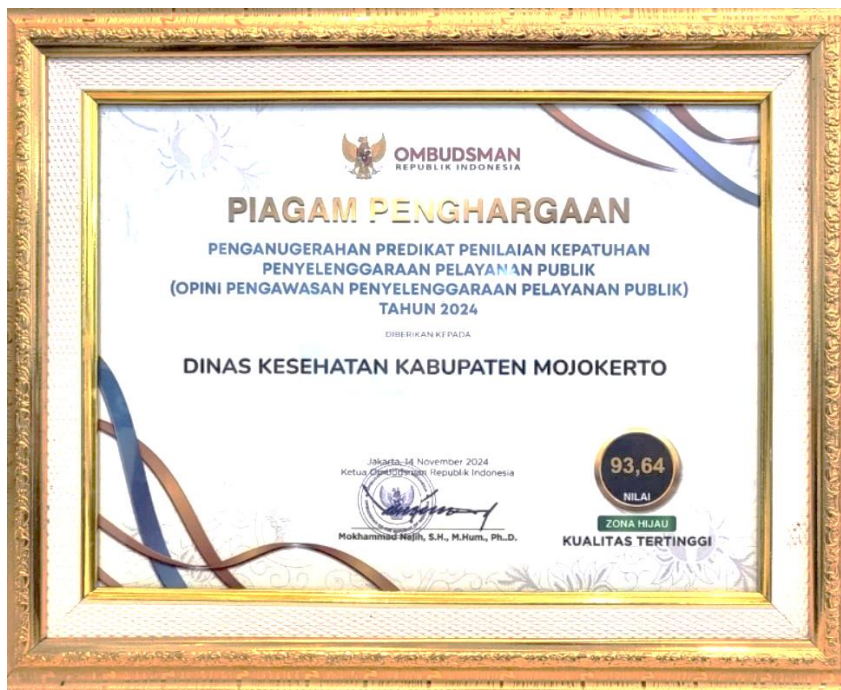 OMBUDSMAN
REPUBLIK INDONESIA
PIAGAM PENGHARGAAN
PENGANUGERAHAN PREDIKAT PENILAIAN KEPATUHAN
PENYELENGGARAAN PELAYANAN PUBLIK
(OPINI PENGAWASAN PENYELENGGARAAN PELAYANAN PUBLIK)
TAHUN 2024
DIBERIKAN KEPADA
DINAS KESEHATAN KABUPATEN MOJOKERTO
Jakarta, 14 November 2024
Ketua Ombudsman Republik Indonesia
Mokhammad Najih, S.H., M.Hum., Ph..D.
93,64
NILAI
ZONA HIJAU
KUALITAS TERTINGGI